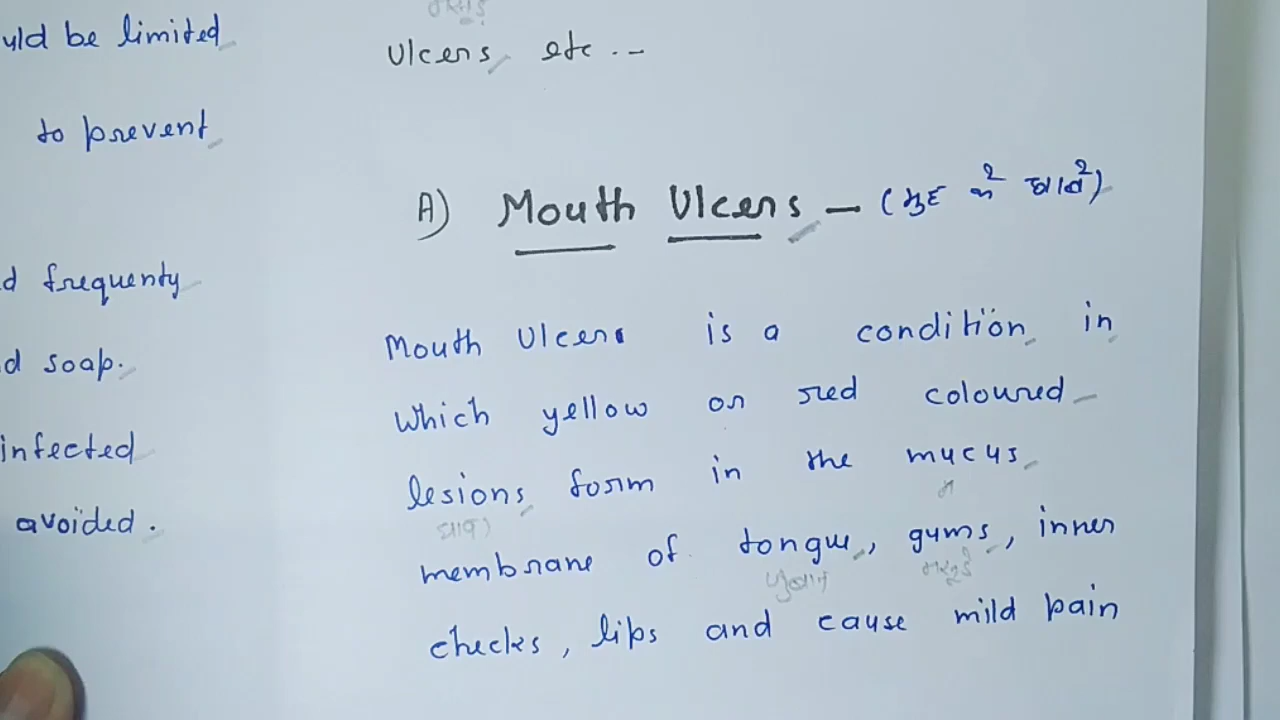 uld be limited
to prevent
d frequenty
d soap.
infected
avoided.
मसूड़े
Ulcers, etc...
A) Mouth Ulcers - (मुंह के घाव)
Mouth Ulcers is a condition in
which yellow or red coloured
lesions form in the mucus
घाव
membrane of tongue, gums, inner
मसूड़े
checks, lips and cause mild pain